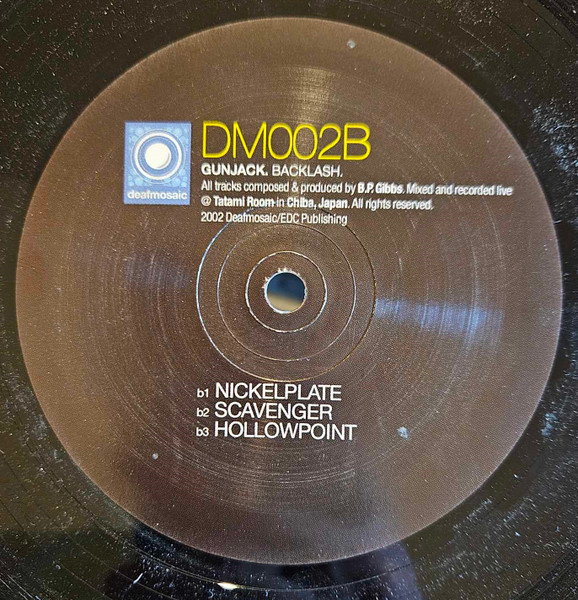 deafmosaic
DM002B
GUNJACK. BACKLASH.
All tracks composed & produced by B.P. Gibbs. Mixed and recorded live
@ Tatami Room in Chiba, Japan. All rights reserved.
2002 Deafmosaic/EDC Publishing
b1 NICKELPLATE
b2 SCAVENGER
b3 HOLLOWPOINT